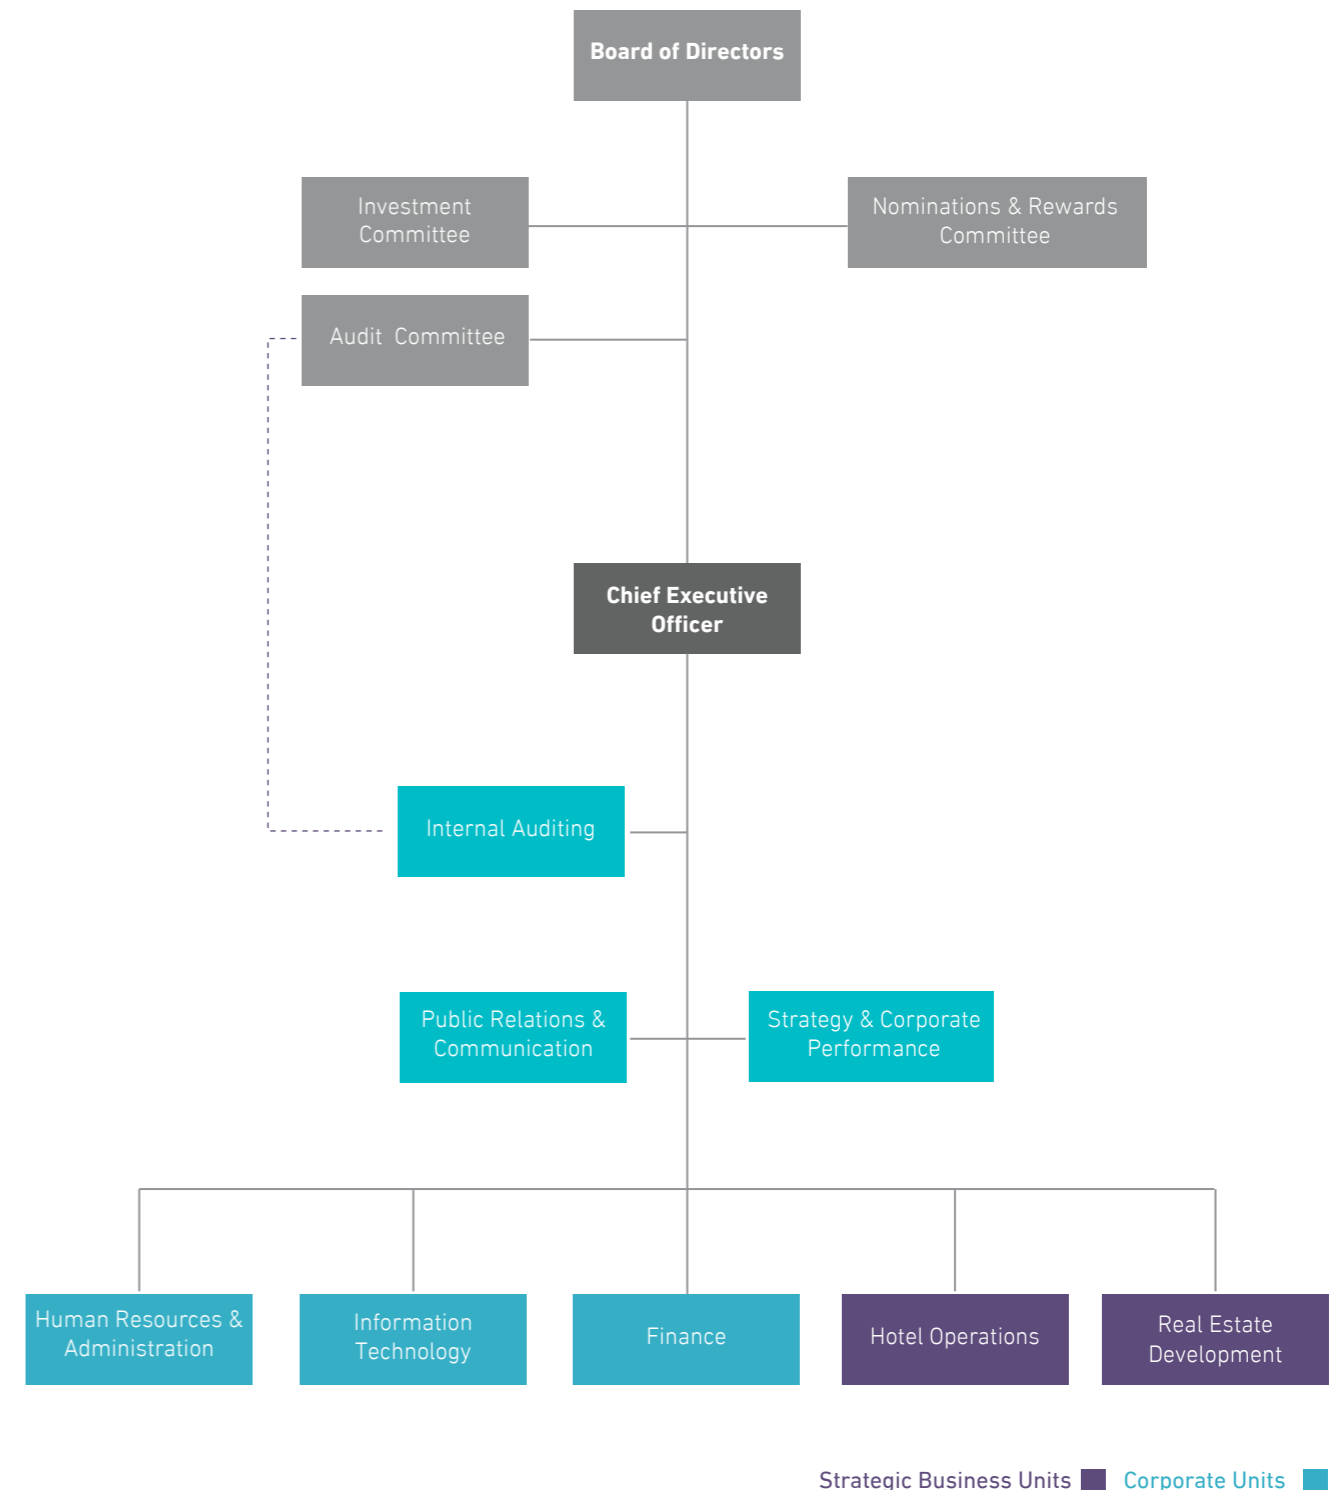 Board of Directors
Investment
Committee
Nominations & Rewards
Committee
Audit Committee
Chief Executive
Officer
Internal Auditing
Public Relations &
Communication
Strategy & Corporate
Performance
Human Resources &
Administration
Information
Technology
Finance
Hotel Operations
Real Estate
Development
Strategic Business Units
Corporate Units